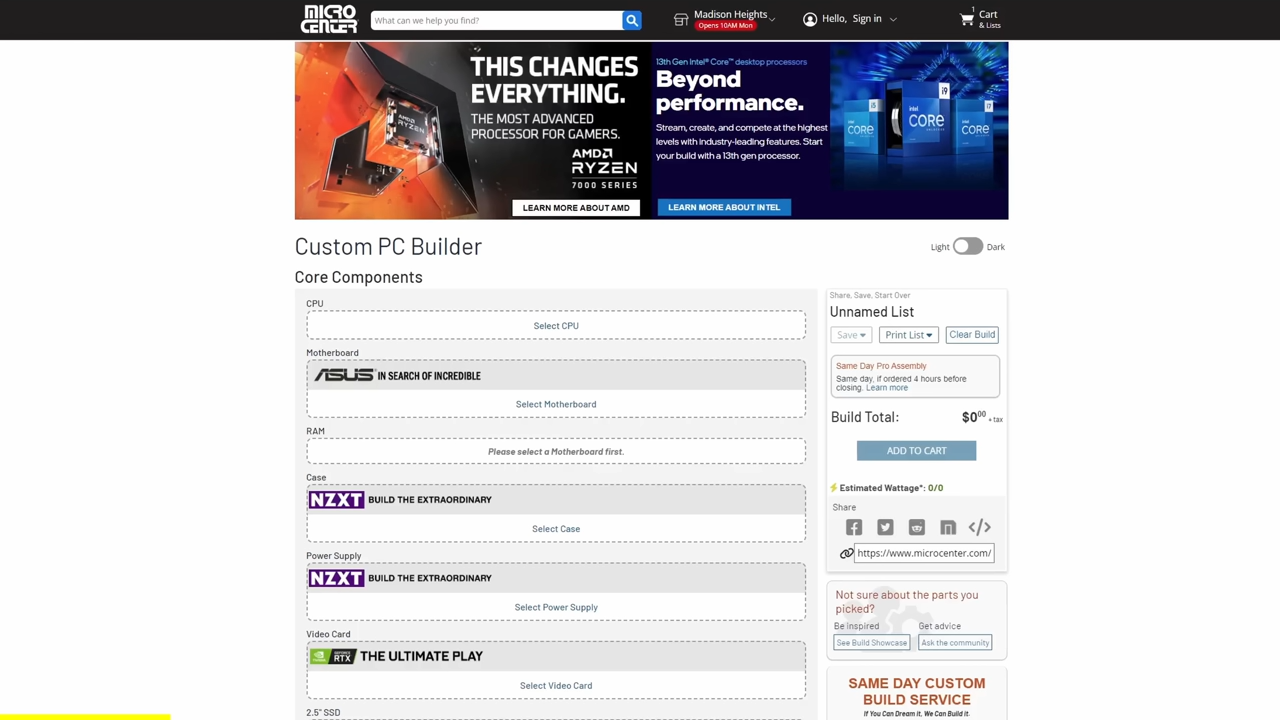 MICRO CENTER
What can we help you find?
Madison Heights
Opens 10AM Mon
Hello, Sign in
1
Cart
& Lists
THIS CHANGES
EVERYTHING.
THE MOST ADVANCED
PROCESSOR FOR GAMERS.
AMD
RYZEN
7000 SERIES
LEARN MORE ABOUT AMD
AMD
RYZEN
13th Gen Intel® Core™ desktop processors
Beyond
performance.
Stream, create, and compete at the highest
levels with industry-leading features. Start
your build with a 13th gen processor.
LEARN MORE ABOUT INTEL
i5
intel
CORE
i9
intel
CORE
i7
intel
CORE
Custom PC Builder
Light
Dark
Core Components
CPU
Select CPU
Motherboard
ASUS IN SEARCH OF INCREDIBLE
Select Motherboard
RAM
Please select a Motherboard first.
Case
NZXT BUILD THE EXTRAORDINARY
Select Case
Power Supply
NZXT BUILD THE EXTRAORDINARY
Select Power Supply
Video Card
RTX THE ULTIMATE PLAY
Select Video Card
2.5" SSD
Share, Save, Start Over
Unnamed List
Save
Print List
Clear Build
Same Day Pro Assembly
Same day, if ordered 4 hours before
closing. Learn more
Build Total: $000 + tax
ADD TO CART
Estimated Wattage*: 0/0
Share
https://www.microcenter.com/
Not sure about the parts you
picked?
Be inspired
Get advice
See Build Showcase
Ask the community
SAME DAY CUSTOM
BUILD SERVICE
If You Can Dream it, We Can Build it.